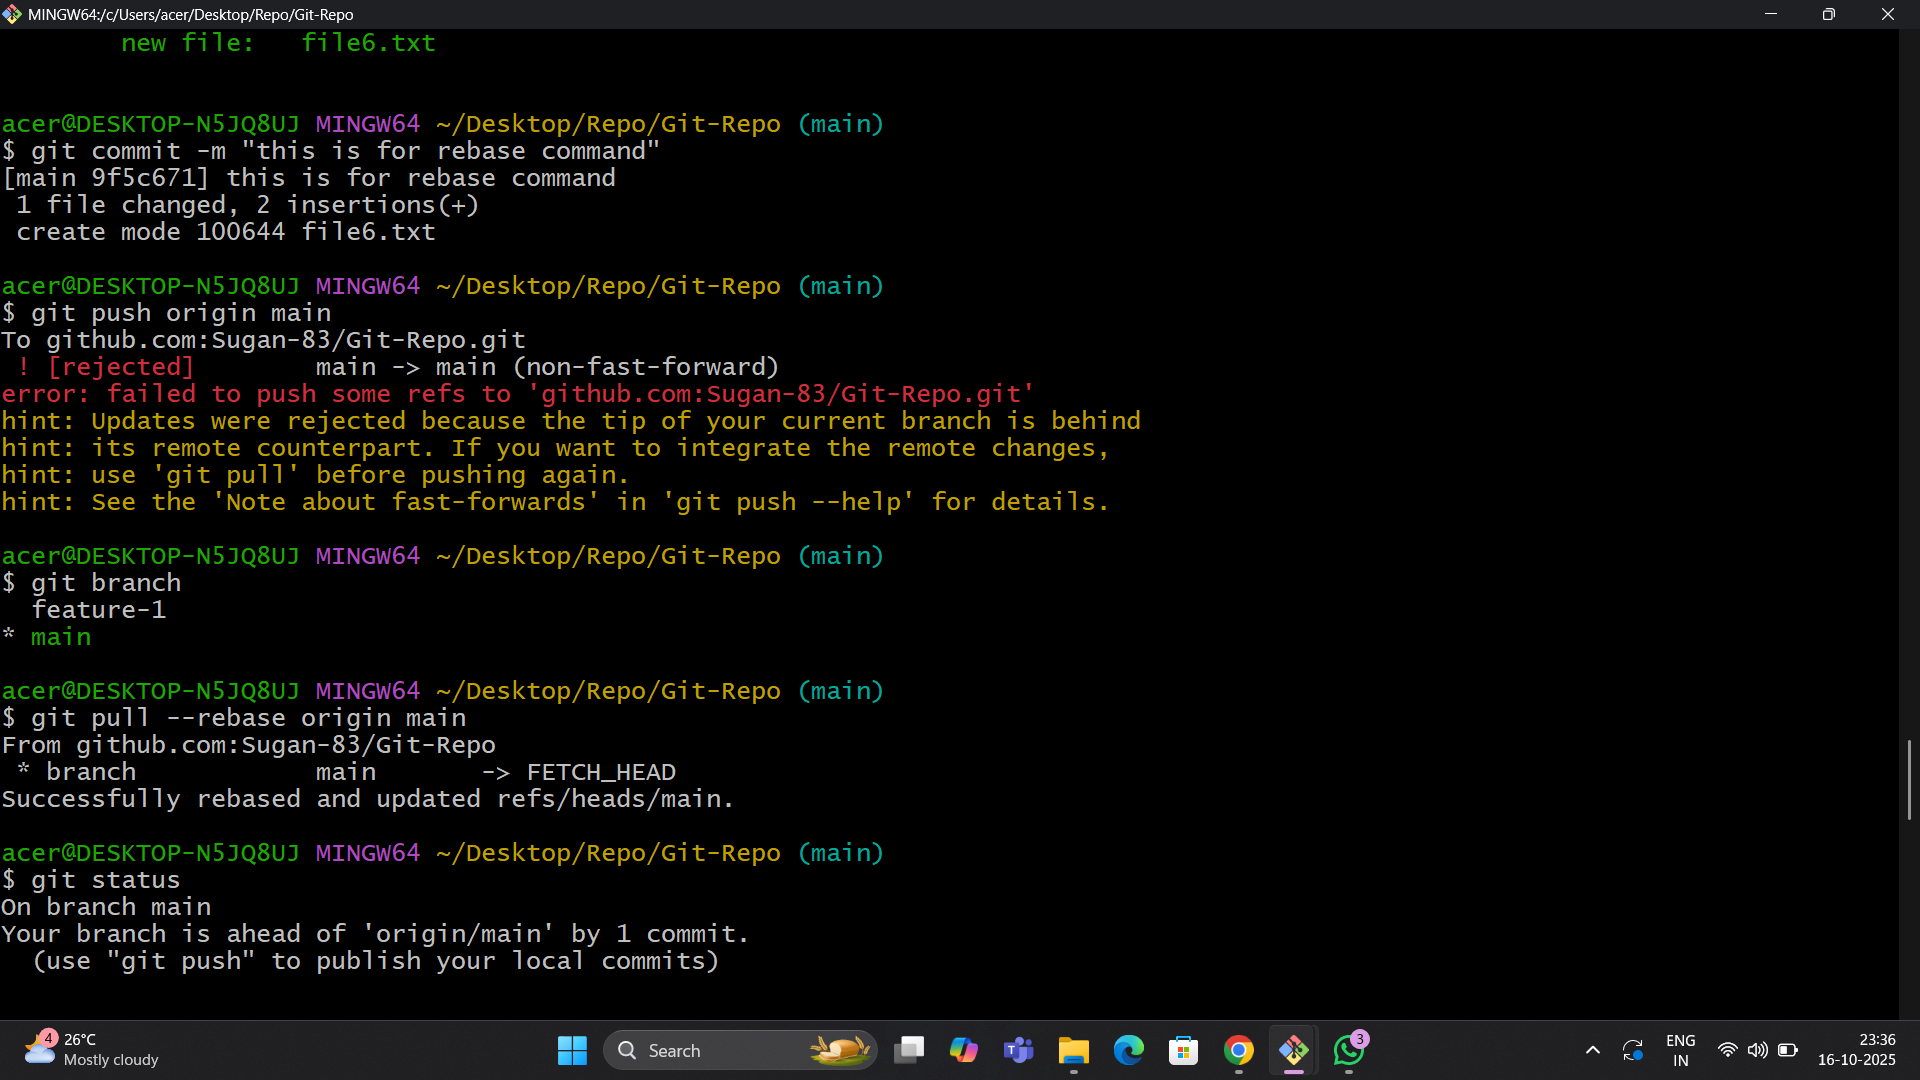 MINGW64:/c/Users/acer/Desktop/Repo/Git-Repo
new file:   file6.txt
acer@DESKTOP-N5JQ8UJ MINGW64 ~/Desktop/Repo/Git-Repo (main)
$ git commit -m "this is for rebase command"
[main 9f5c671] this is for rebase command
 1 file changed, 2 insertions(+)
 create mode 100644 file6.txt
acer@DESKTOP-N5JQ8UJ MINGW64 ~/Desktop/Repo/Git-Repo (main)
$ git push origin main
To github.com:Sugan-83/Git-Repo.git
 ! [rejected]        main -> main (non-fast-forward)
error: failed to push some refs to 'github.com:Sugan-83/Git-Repo.git'
hint: Updates were rejected because the tip of your current branch is behind
hint: its remote counterpart. If you want to integrate the remote changes,
hint: use 'git pull' before pushing again.
hint: See the 'Note about fast-forwards' in 'git push --help' for details.
acer@DESKTOP-N5JQ8UJ MINGW64 ~/Desktop/Repo/Git-Repo (main)
$ git branch
  feature-1
* main
acer@DESKTOP-N5JQ8UJ MINGW64 ~/Desktop/Repo/Git-Repo (main)
$ git pull --rebase origin main
From github.com:Sugan-83/Git-Repo
 * branch            main       -> FETCH_HEAD
Successfully rebased and updated refs/heads/main.
acer@DESKTOP-N5JQ8UJ MINGW64 ~/Desktop/Repo/Git-Repo (main)
$ git status
On branch main
Your branch is ahead of 'origin/main' by 1 commit.
  (use "git push" to publish your local commits)
4
26°C
Mostly cloudy
Search
3
ENG
IN
23:36
16-10-2025